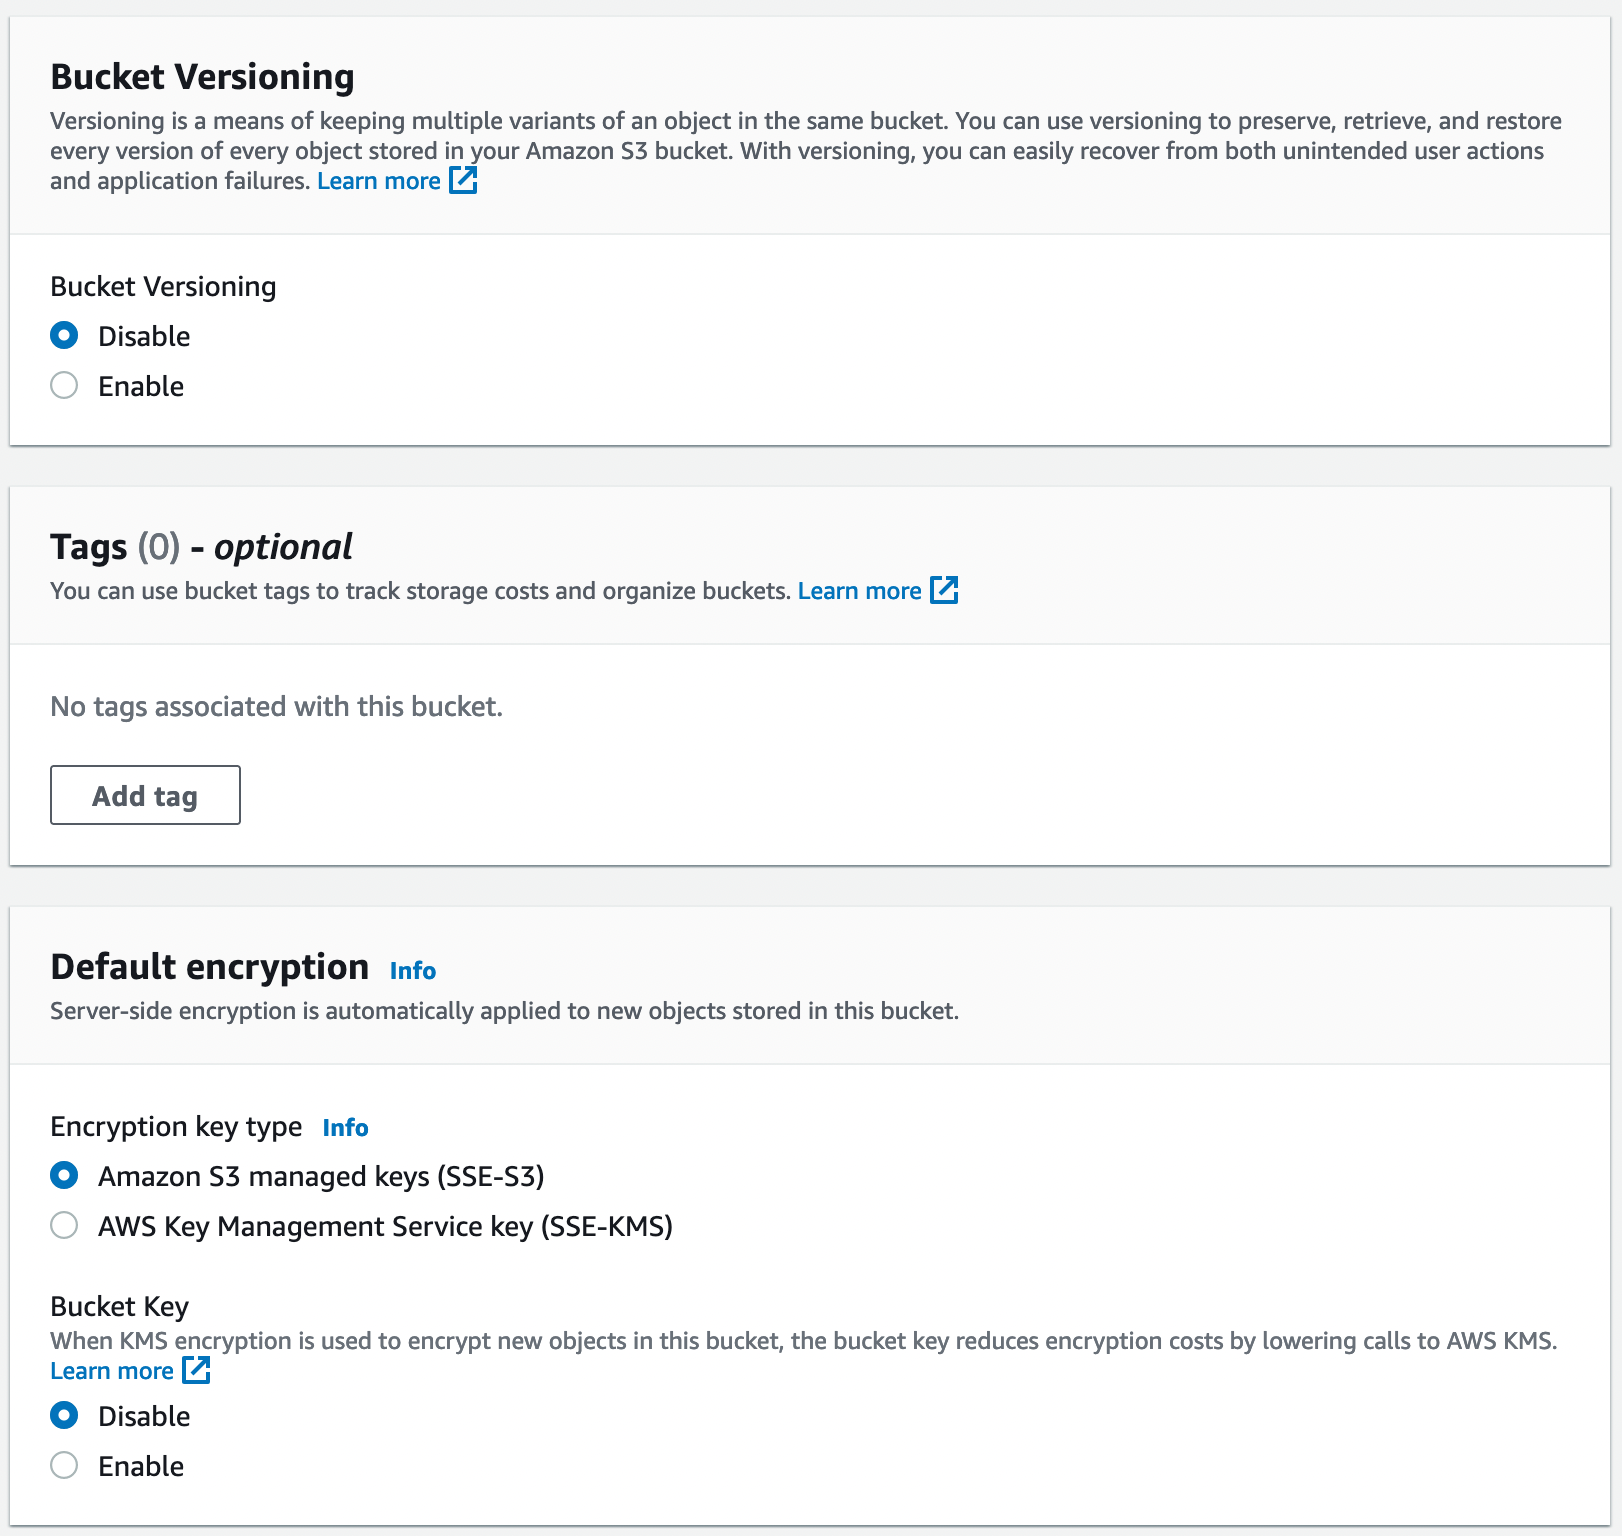 Bucket Versioning
Versioning is a means of keeping multiple variants of an object in the same bucket. You can use versioning to preserve, retrieve, and restore
every version of every object stored in your Amazon S3 bucket. With versioning, you can easily recover from both unintended user actions
and application failures. Learn more
Bucket Versioning
Disable
Enable
Tags (0) - optional
You can use bucket tags to track storage costs and organize buckets. Learn more
No tags associated with this bucket.
Add tag
Default encryption Info
Server-side encryption is automatically applied to new objects stored in this bucket.
Encryption key type Info
Amazon S3 managed keys (SSE-S3)
AWS Key Management Service key (SSE-KMS)
Bucket Key
When KMS encryption is used to encrypt new objects in this bucket, the bucket key reduces encryption costs by lowering calls to AWS KMS.
Learn more
Disable
Enable